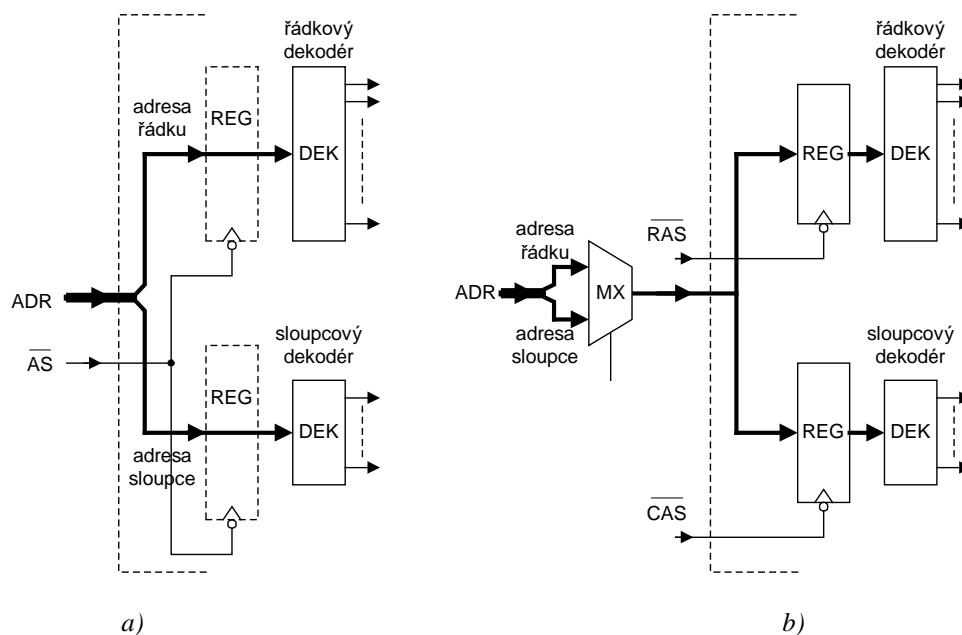 řádkový
dekodér
adresa
řádku
REG
DEK
ADR
AS
sloupcový
dekodér
REG
DEK
adresa
sloupce
a)
řádkový
dekodér
REG
DEK
RAS
adresa
řádku
ADR
MX
adresa
sloupce
sloupcový
dekodér
REG
DEK
CAS
b)